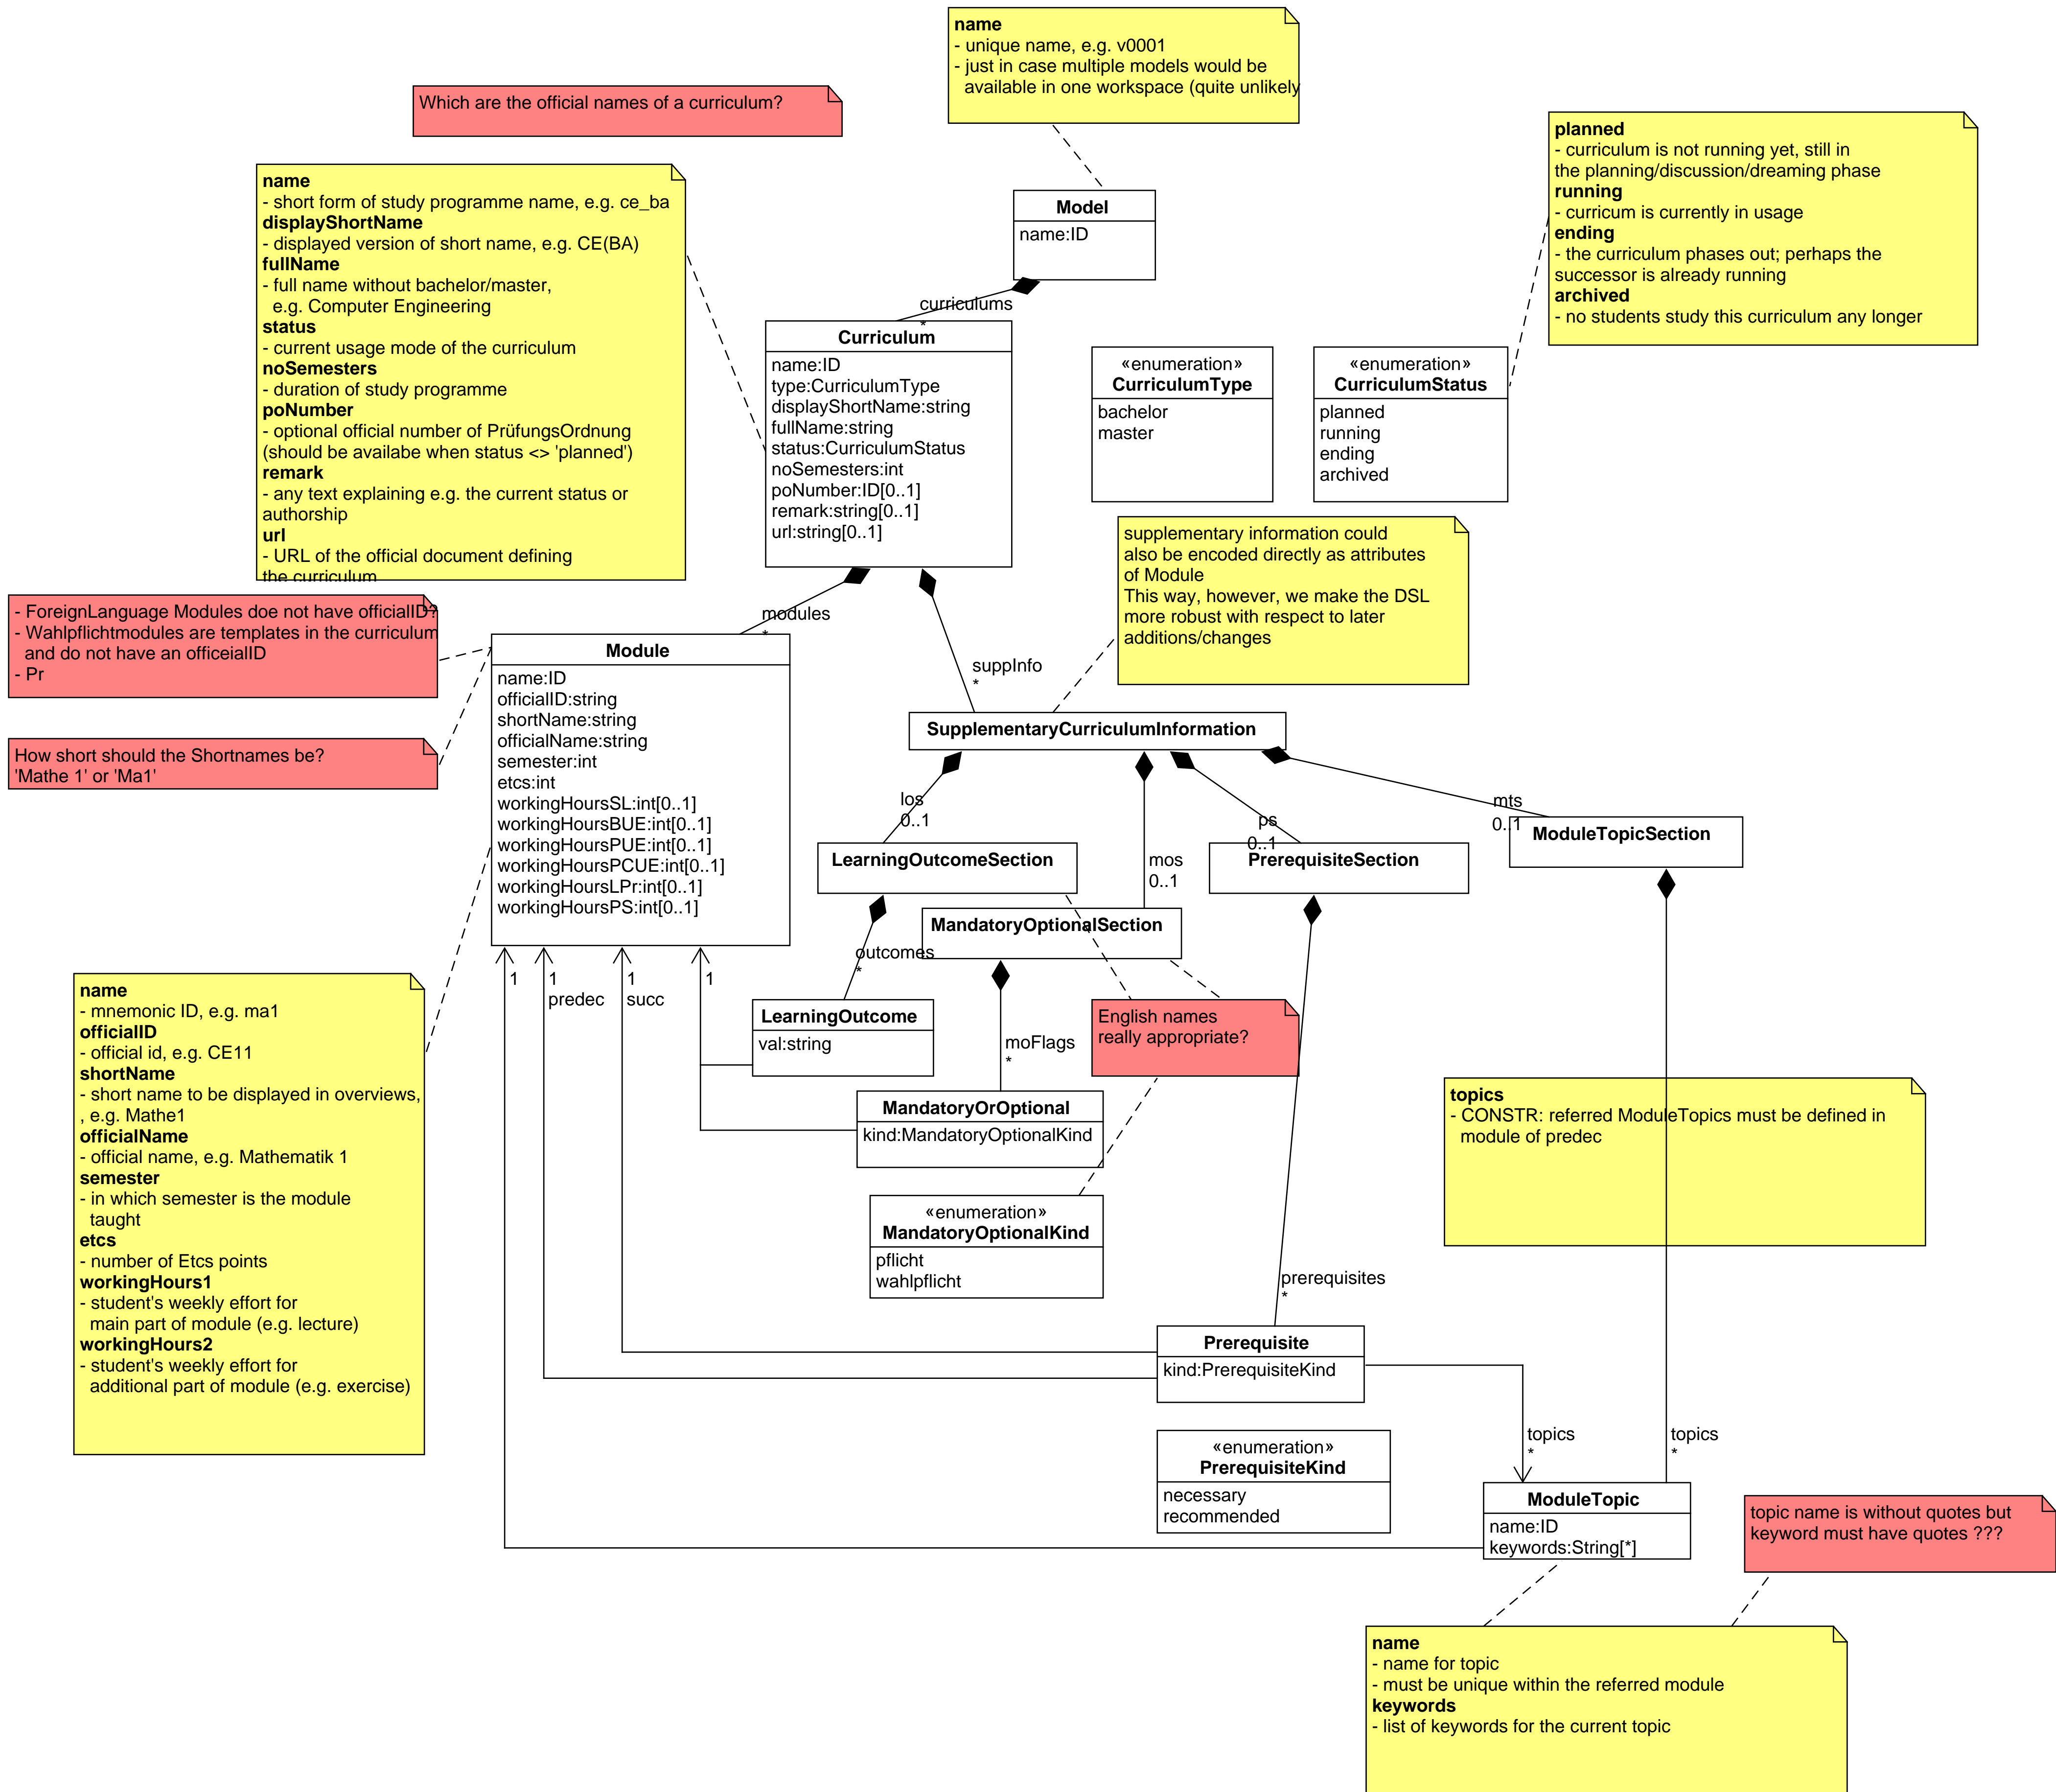 name
- unique name, e.g. v0001
- just in case multiple models would be
available in one workspace (quite unlikely
Which are the official names of a curriculum?
planned
- curriculum is not running yet, still in
the planning/discussion/dreaming phase
running
- curricum is currently in usage
ending
- the curriculum phases out; perhaps the
successor is already running
archived
- no students study this curriculum any longer
name
- short form of study programme name, e.g. ce_ba
displayShortName
- displayed version of short name, e.g. CE(BA)
fullName
- full name without bachelor/master,
e.g. Computer Engineering
status
- current usage mode of the curriculum
noSemesters
- duration of study programme
poNumber
- optional official number of PrüfungsOrdnung
(should be availabe when status <> 'planned')
remark
- any text explaining e.g. the current status or
authorship
url
- URL of the official document defining
the curriculum
Model
name:ID
curriculums
*
Curriculum
name:ID
type:CurriculumType
displayShortName:string
fullName:string
status:CurriculumStatus
noSemesters:int
poNumber:ID[0..1]
remark:string[0..1]
url:string[0..1]
«enumeration»
CurriculumType
bachelor
master
«enumeration»
CurriculumStatus
planned
running
ending
archived
supplementary information could
also be encoded directly as attributes
of Module
This way, however, we make the DSL
more robust with respect to later
additions/changes
- ForeignLanguage Modules doe not have officialID?
- Wahlpflichtmodules are templates in the curriculum
and do not have an officeialID
- Pr
How short should the Shortnames be?
'Mathe 1' or 'Ma1'
modules
*
suppInfo
*
Module
name:ID
officialID:string
shortName:string
officialName:string
semester:int
etcs:int
workingHoursSL:int[0..1]
workingHoursBUE:int[0..1]
workingHoursPUE:int[0..1]
workingHoursPCUE:int[0..1]
workingHoursLPr:int[0..1]
workingHoursPS:int[0..1]
SupplementaryCurriculumInformation
los
0..1
mos
0..1
ps
0..1
mts
0..1
LearningOutcomeSection
MandatoryOptionalSection
PrerequisiteSection
ModuleTopicSection
outcomes
*
1
1
predec
1
succ
1
LearningOutcome
val:string
moFlags
*
English names
really appropriate?
MandatoryOrOptional
kind:MandatoryOptionalKind
«enumeration»
MandatoryOptionalKind
pflicht
wahlpflicht
topics
- CONSTR: referred ModuleTopics must be defined in
module of predec
name
- mnemonic ID, e.g. ma1
officialID
- official id, e.g. CE11
shortName
- short name to be displayed in overviews,
, e.g. Mathe1
officialName
- official name, e.g. Mathematik 1
semester
- in which semester is the module
taught
etcs
- number of Etcs points
workingHours1
- student's weekly effort for
main part of module (e.g. lecture)
workingHours2
- student's weekly effort for
additional part of module (e.g. exercise)
prerequisites
*
Prerequisite
kind:PrerequisiteKind
«enumeration»
PrerequisiteKind
necessary
recommended
topics
*
topics
*
ModuleTopic
name:ID
keywords:String[*]
topic name is without quotes but
keyword must have quotes ???
name
- name for topic
- must be unique within the referred module
keywords
- list of keywords for the current topic